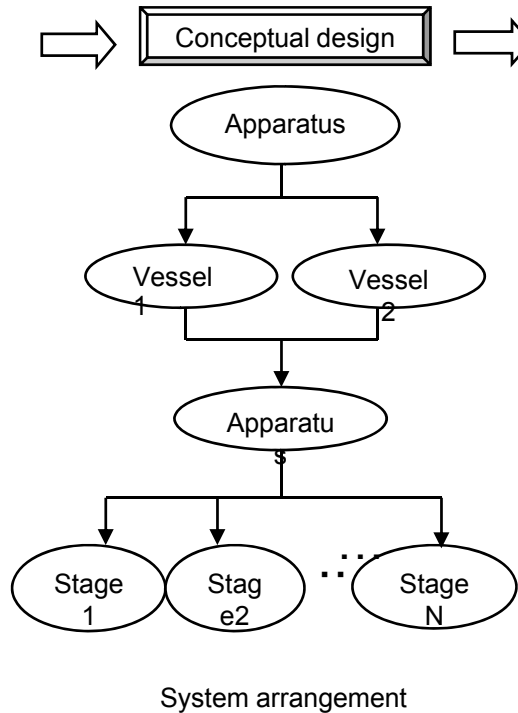 Conceptual design
Apparatus
Vessel
1
Vessel
2
Apparatu
s
Stage
1
Stag
e2
Stage
N
System arrangement